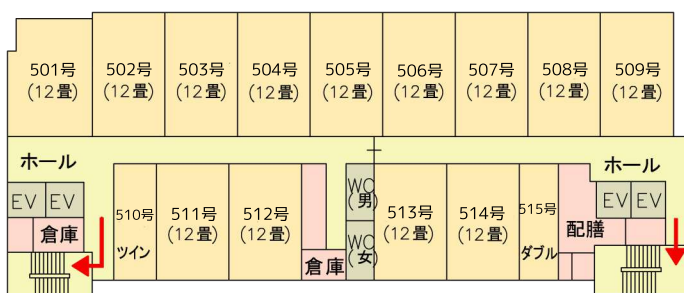 501号
(12畳)
502号
(12畳)
503号
(12畳)
504号
(12畳)
505号
(12畳)
506号
(12畳)
507号
(12畳)
508号
(12畳)
509号
(12畳)
ホール
EV
EV
倉庫
510号
ツイン
511号
(12畳)
512号
(12畳)
倉庫
WC
(男)
WC
(女)
513号
(12畳)
514号
(12畳)
515号
ダブル
配膳
ホール
EV
EV